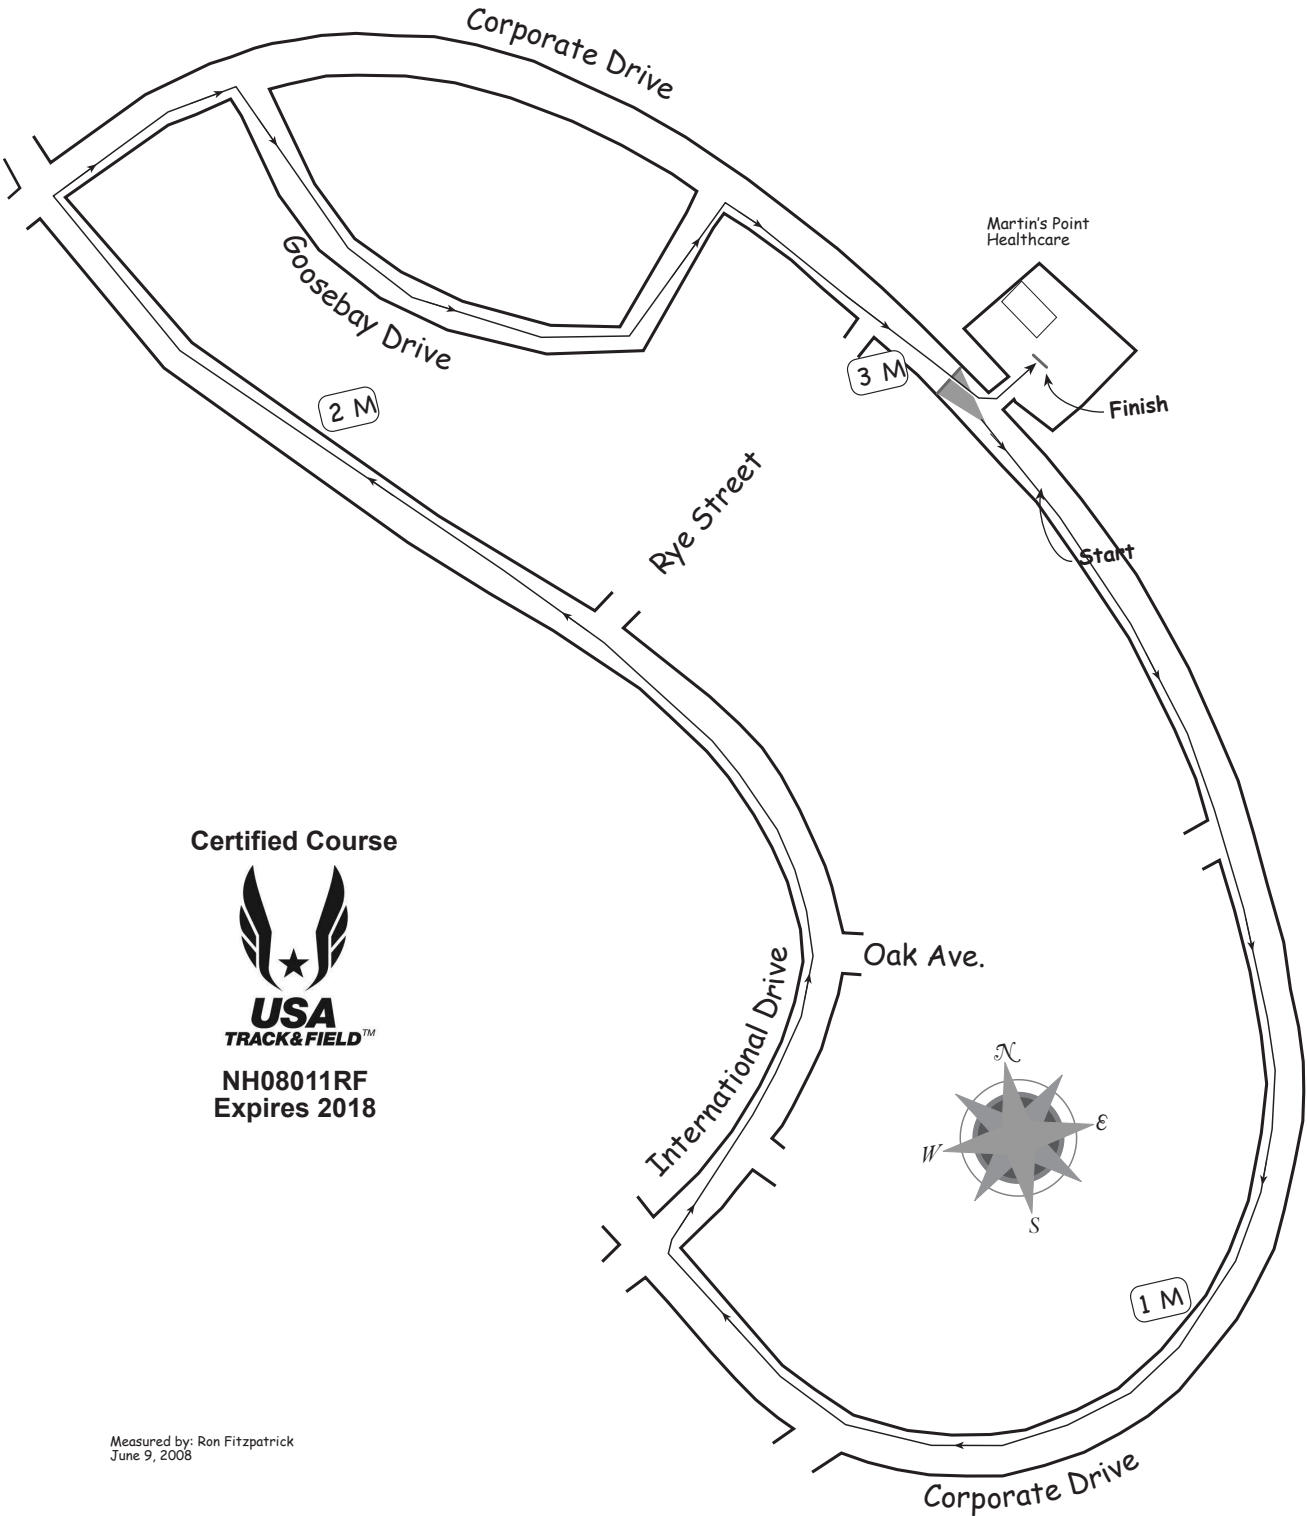 Corporate Drive
Martin's Point
Healthcare
Goosebay Drive
3 M
Finish
2 M
Rye Street
Start
Certified Course
USA
TRACK&FIELD™
NH08011RF
Expires 2018
Oak Ave.
International Drive
N
E
W
S
1 M
Measured by: Ron Fitzpatrick
June 9, 2008
Corporate Drive